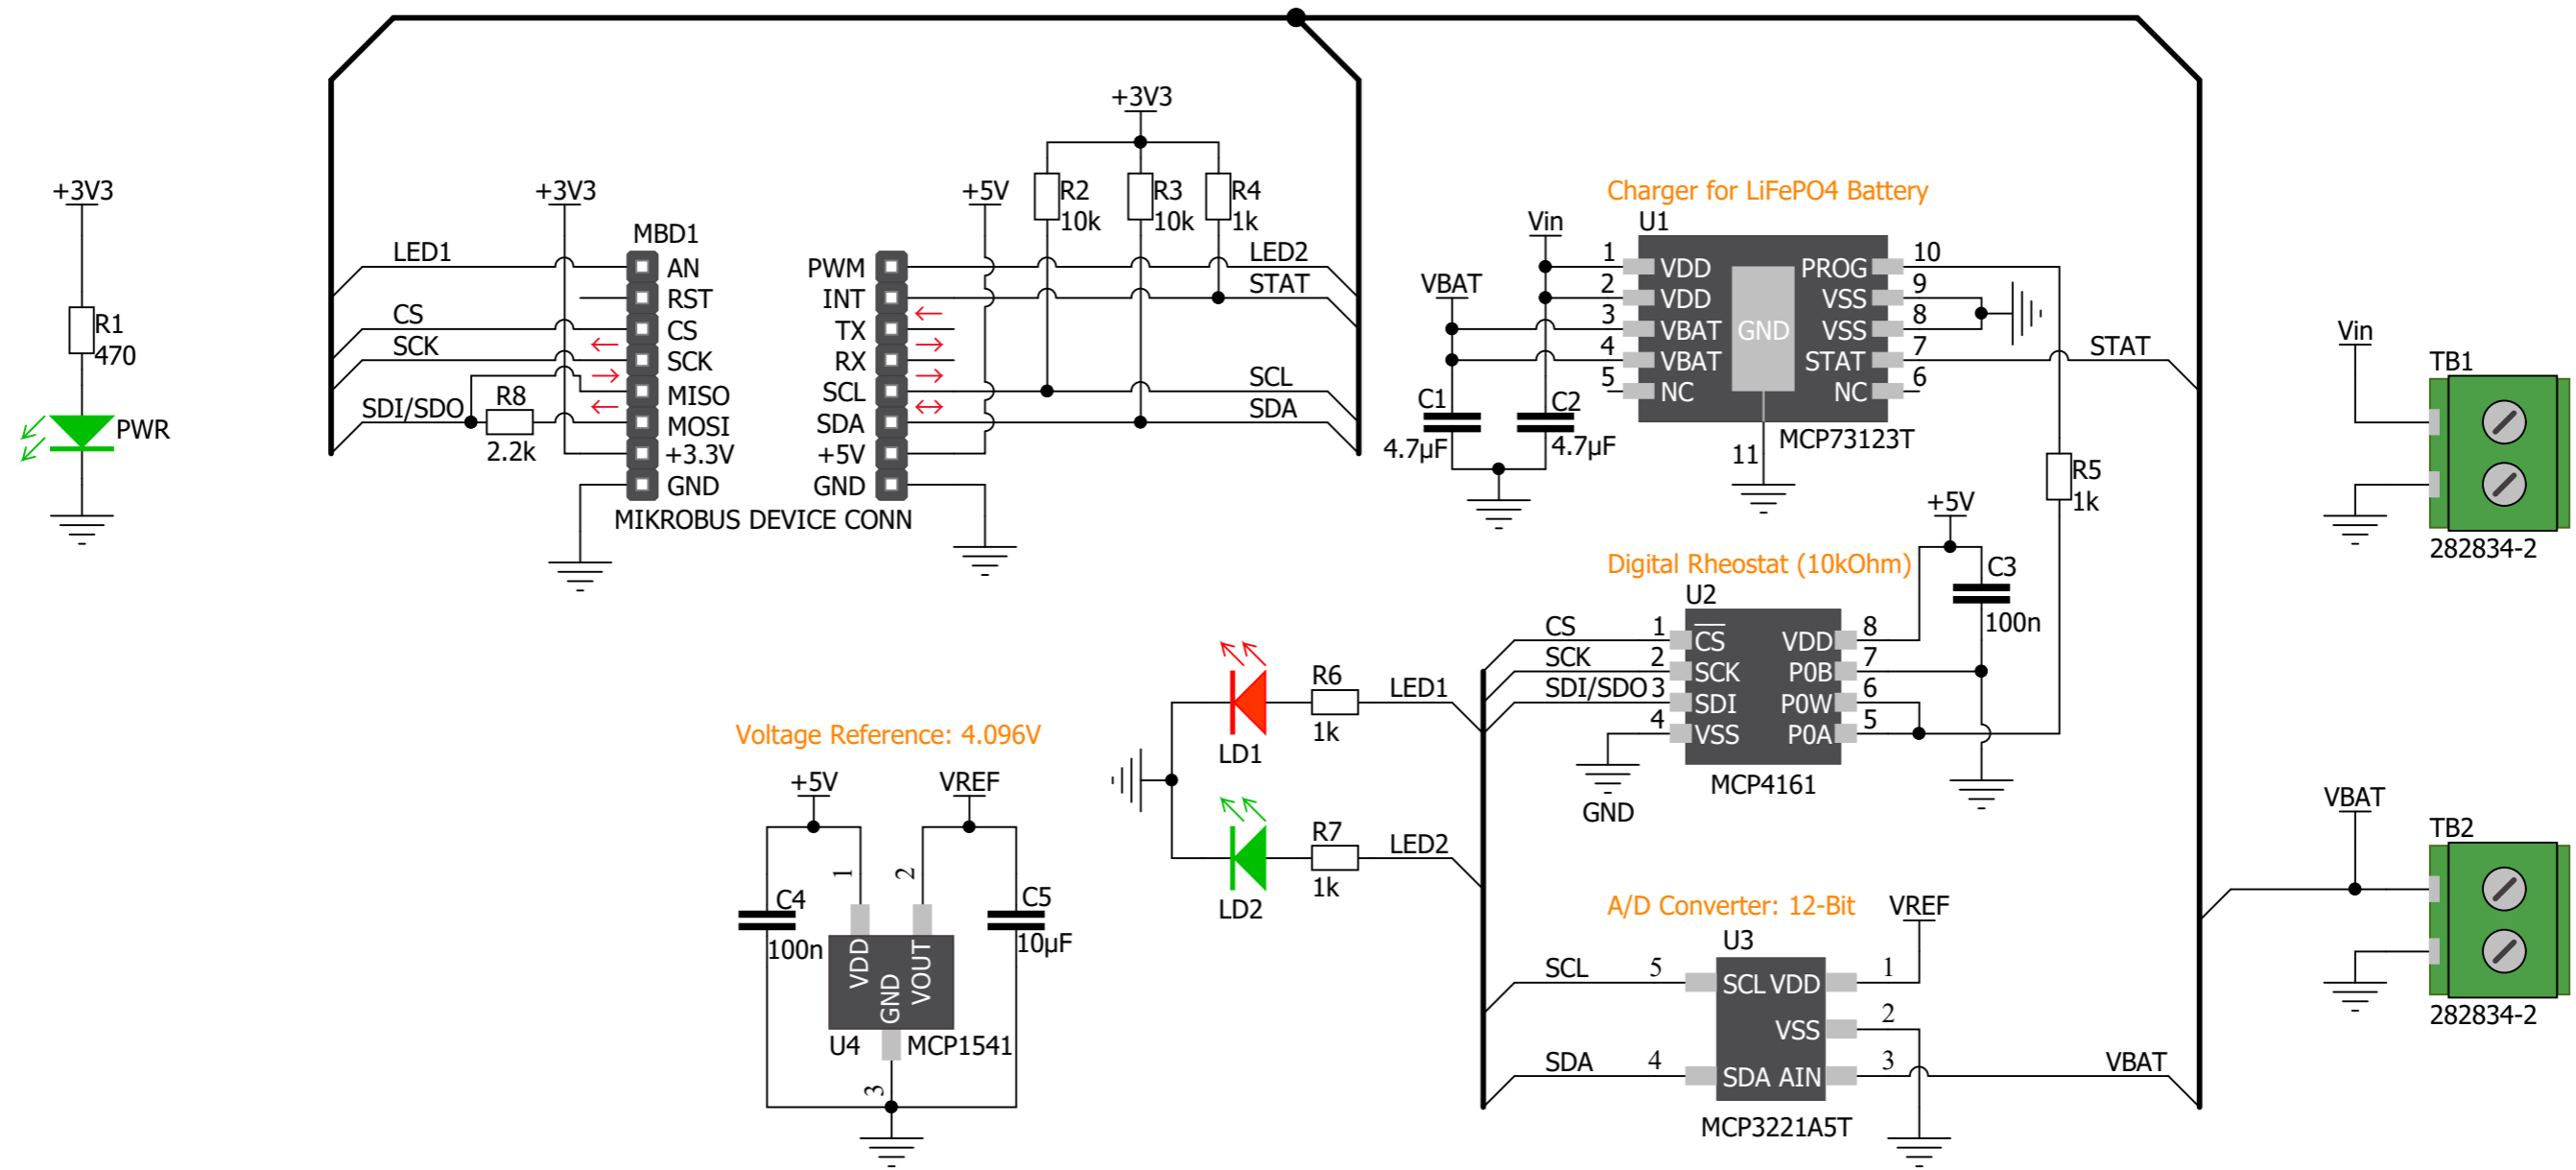 +3V3
R1
470
PWR
+3V3
MBD1
LED1
CS
SCK
SDI/SDO
R8
2.2k
AN
RST
CS
SCK
MISO
MOSI
+3.3V
GND
PWM
INT
TX
RX
SCL
SDA
+5V
GND
MIKROBUS DEVICE CONN
+5V
+3V3
R2
10k
R3
10k
R4
1k
LED2
STAT
SCL
SDA
Charger for LiFePO4 Battery
Vin
U1
VBAT
1
2
3
4
5
VDD
VDD
VBAT
VBAT
NC
GND
PROG
VSS
VSS
STAT
NC
10
9
8
7
6
STAT
C1
4.7µF
C2
4.7µF
11
MCP73123T
R5
1k
Vin
TB1
282834-2
Digital Rheostat (10kOhm)
U2
+5V
C3
100n
CS
SCK
SDI/SDO
1
2
3
4
CS
SCK
SDI
VSS
VDD
P0B
P0W
P0A
8
7
6
5
GND
MCP4161
LD1
R6
1k
LED1
LD2
R7
1k
LED2
Voltage Reference: 4.096V
+5V
VREF
1
2
C4
100n
C5
10µF
VDD
GND
VOUT
U4
MCP1541
3
A/D Converter: 12-Bit
VREF
U3
SCL
5
SCL
VDD
1
VSS
2
SDA
4
SDA
AIN
3
VBAT
MCP3221A5T
VBAT
TB2
282834-2